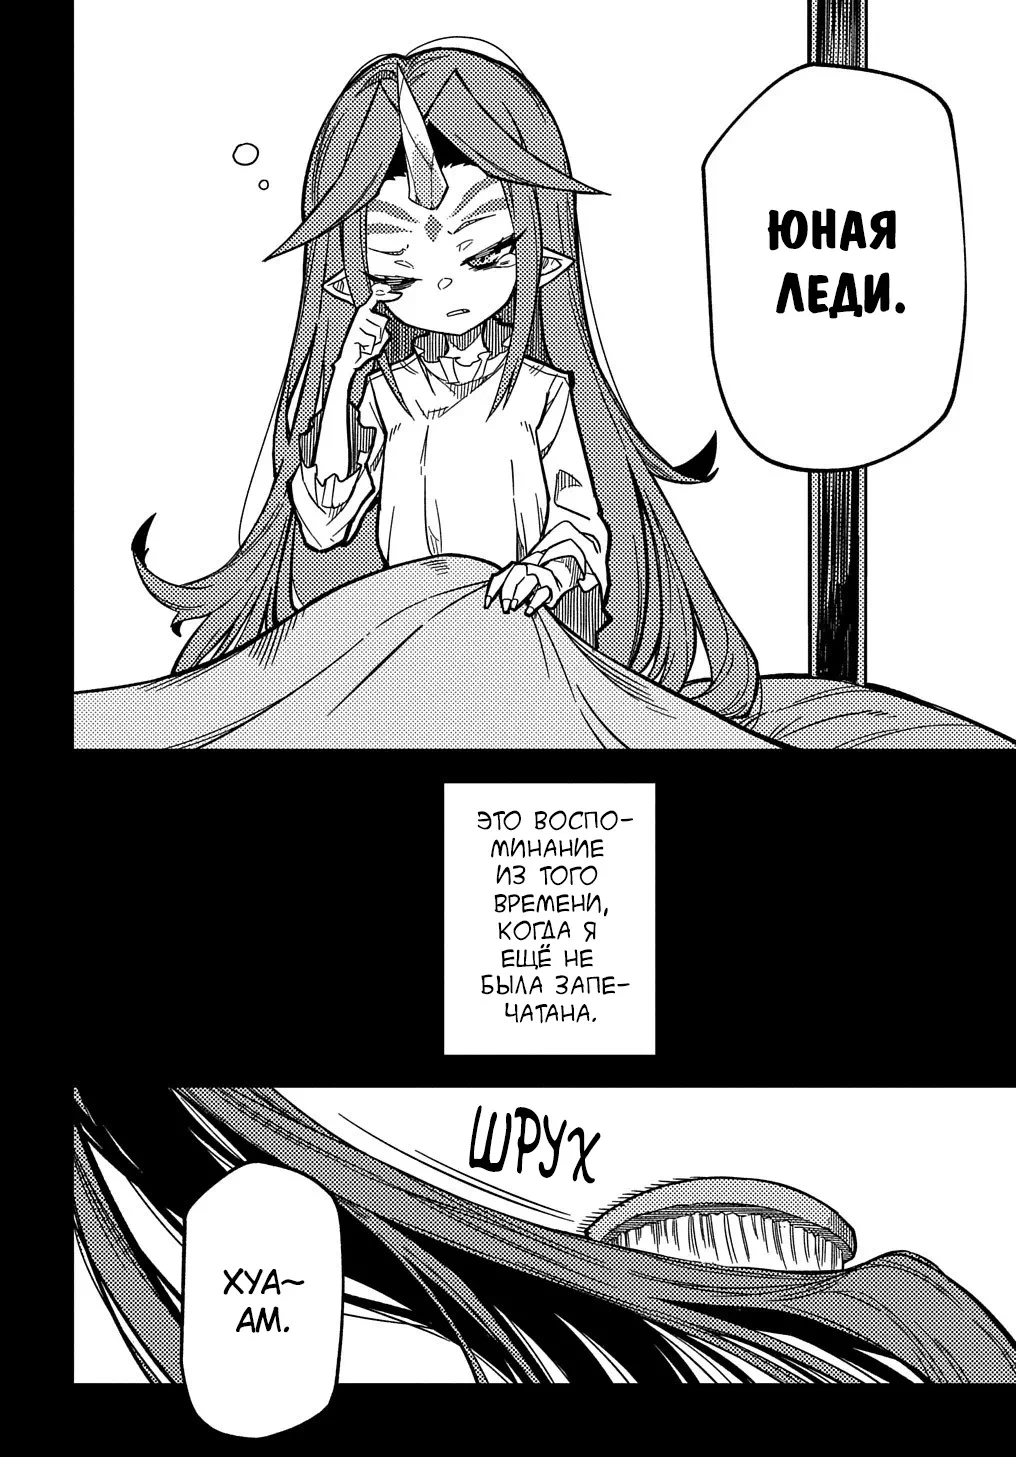 ЮНАЯ
ЛЕДИ.
ЭТО ВОСПО-
МИНАНИЕ
ИЗ ТОГО
ВРЕМЕНИ,
КОГДА Я
ЕЩЁ НЕ
БЫЛА ЗАПЕ-
ЧАТАНА.
ШРУХ
ХУА~
АМ.